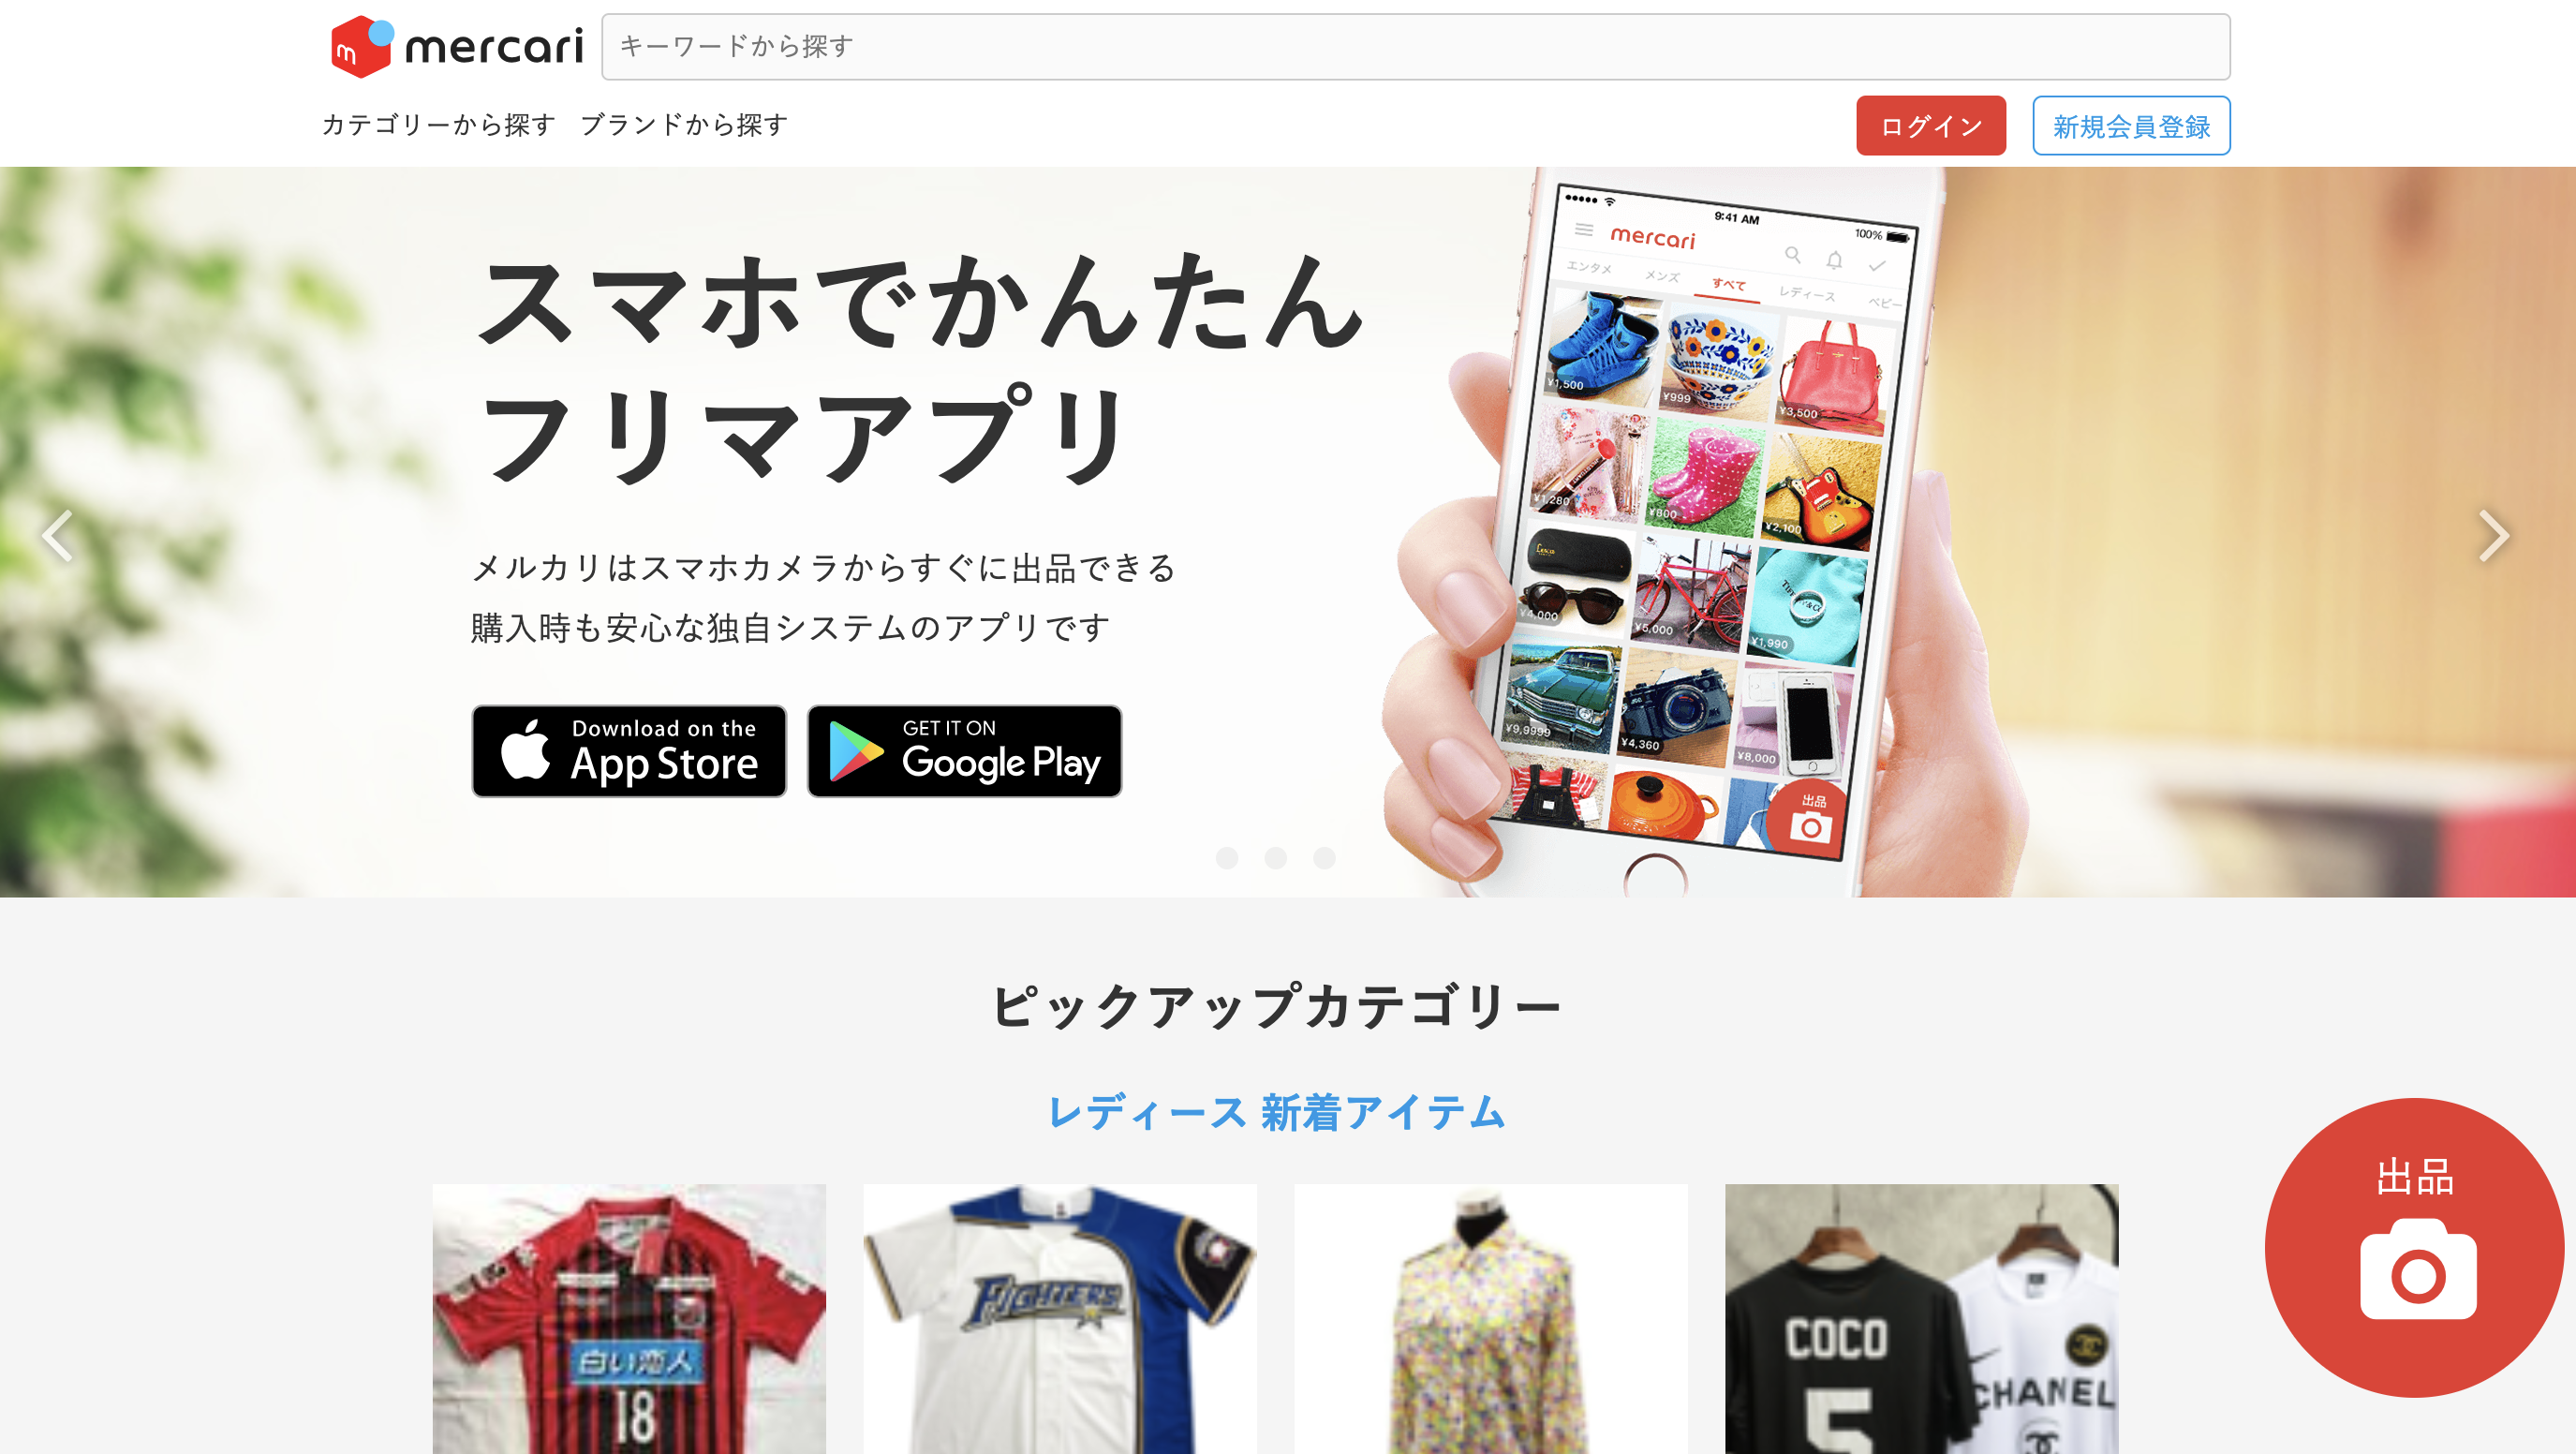 mercari
キーワードから探す
カテゴリーから探す ブランドから探す
ログイン 新規会員登録
スマホでかんたん
フリマアプリ
メルカリはスマホカメラからすぐに出品できる
購入時も安心な独自システムのアプリです
Download on the
App Store
GET IT ON
Google Play
9:41 AM
100%
mercari
エンタメ メンズ すべて レディース ベビー
¥1,500 ¥999 ¥3,500
¥1,280 ¥800 ¥2,100
¥4,000 ¥5,000 ¥1,990
¥9,9999 ¥4,360 ¥8,000
出品
ピックアップカテゴリー
レディース 新着アイテム
白い恋人
18
FIGHTERS
COCO
5
CHANEL
出品